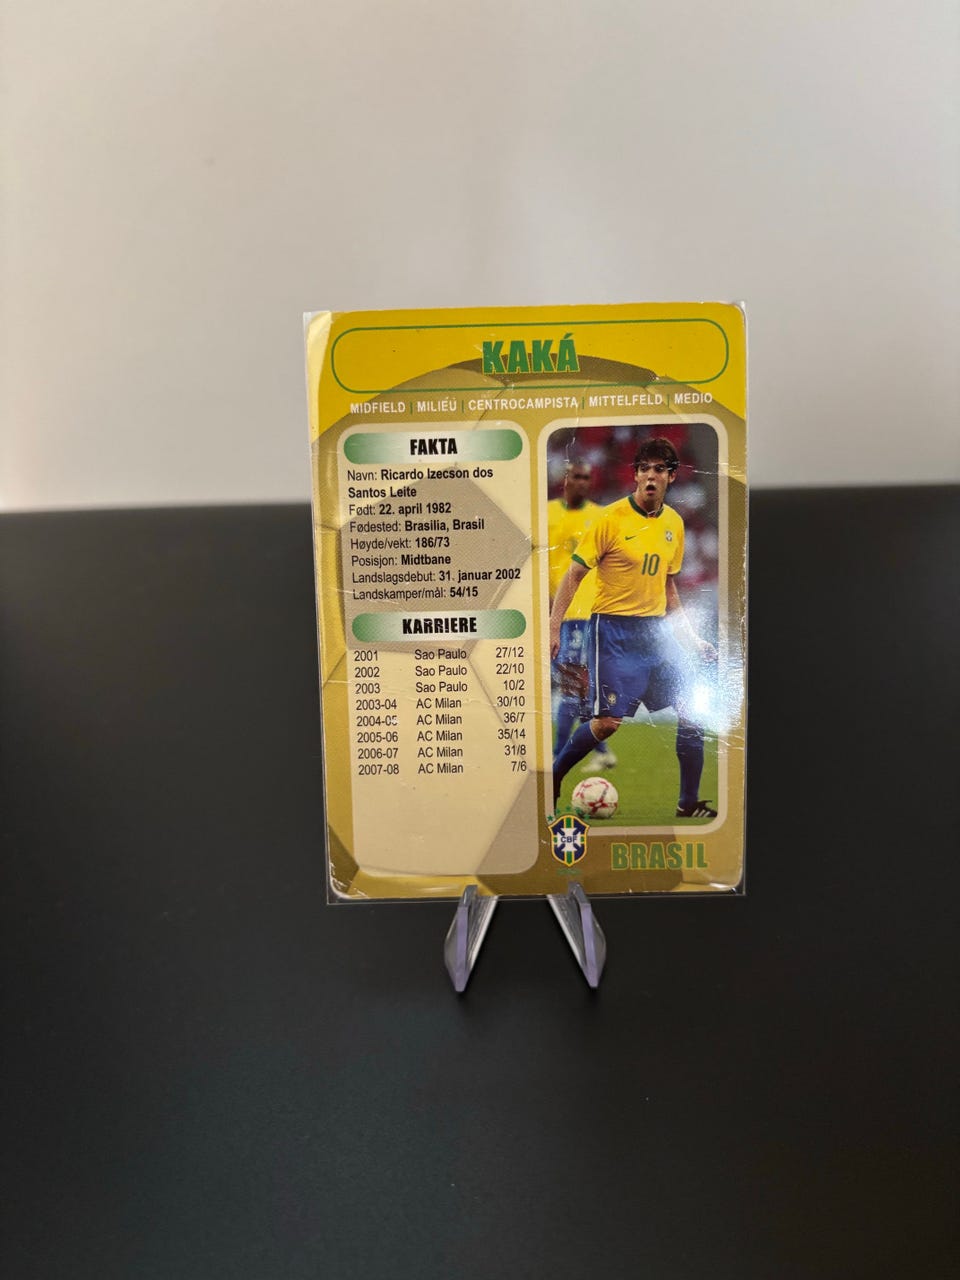 KAKÁ
MIDFIELD | MILIEU | CENTROCAMPISTA | MITTELFELD | MEDIO
FAKTA
Navn: Ricardo Izecson dos
Santos Leite
Født: 22. april 1982
Fødested: Brasilia, Brasil
Høyde/vekt: 186/73
Posisjon: Midtbane
Landslagsdebut: 31. januar 2002
Landskamper/mål: 54/15
KARRIERE
2001 Sao Paulo 27/12
2002 Sao Paulo 22/10
2003 Sao Paulo 10/2
2003-04 AC Milan 30/10
2004-05 AC Milan 36/7
2005-06 AC Milan 35/14
2006-07 AC Milan 31/8
2007-08 AC Milan 7/6
10
CBF
BRASIL